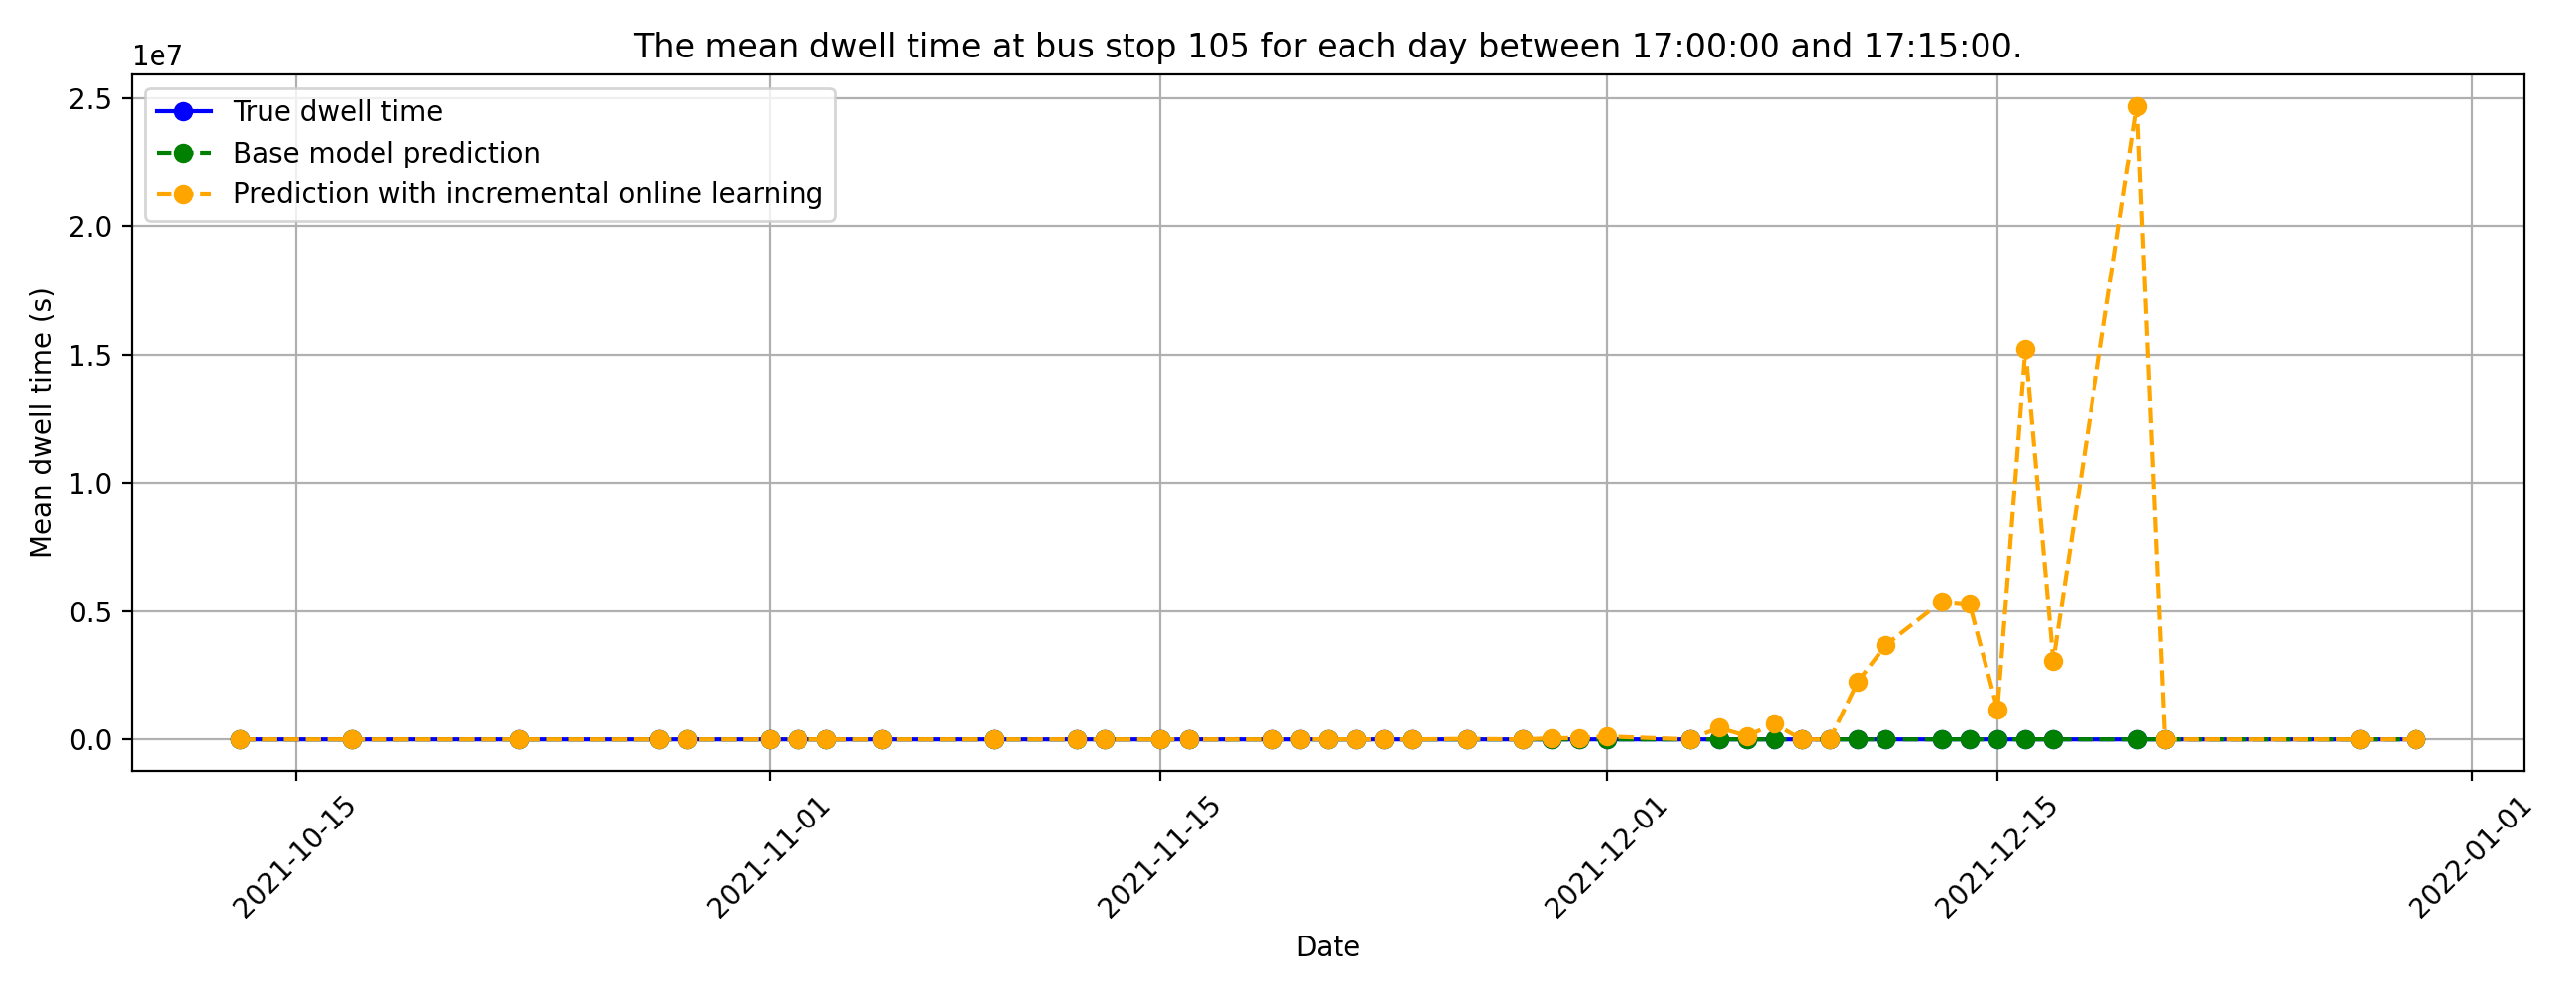 The mean dwell time at bus stop 105 for each day between 17:00:00 and 17:15:00.
1e7
2.5
2.0
1.5
1.0
0.5
0.0
Mean dwell time (s)
True dwell time
Base model prediction
Prediction with incremental online learning
2021-10-15
2021-11-01
2021-11-15
2021-12-01
2021-12-15
2022-01-01
Date